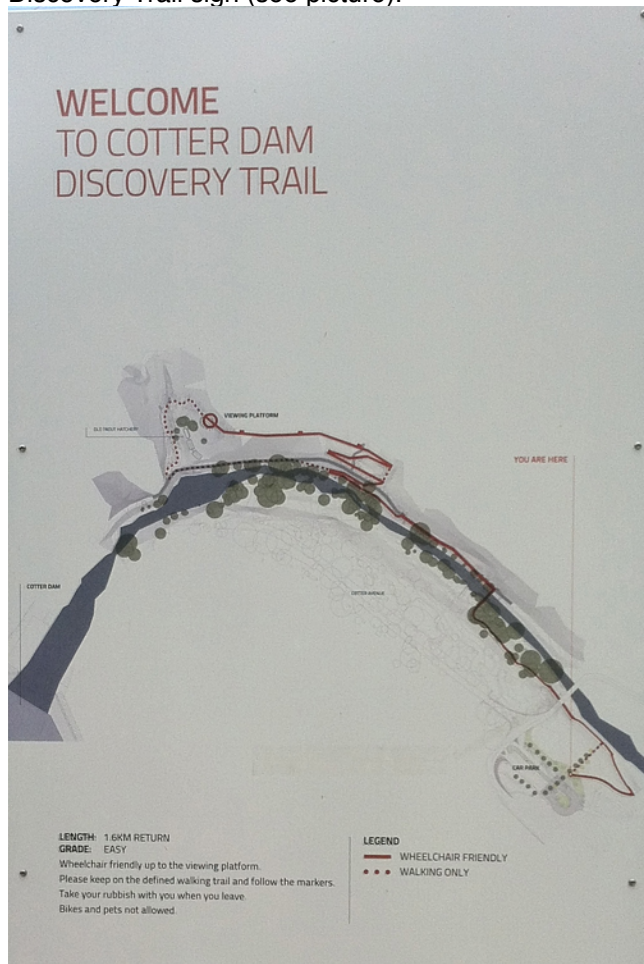 Discovery Trail sign (see picture).
WELCOME
TO COTTER DAM
DISCOVERY TRAIL
VIEWING PLATFORM
OLD TROUT HATCHERY
YOU ARE HERE
COTTER DAM
COTTER AVENUE
CAR PARK
LENGTH: 1.6KM RETURN
GRADE: EASY
Wheelchair friendly up to the viewing platform.
Please keep on the defined walking trail and follow the markers.
Take your rubbish with you when you leave.
Bikes and pets not allowed.
LEGEND
WHEELCHAIR FRIENDLY
WALKING ONLY